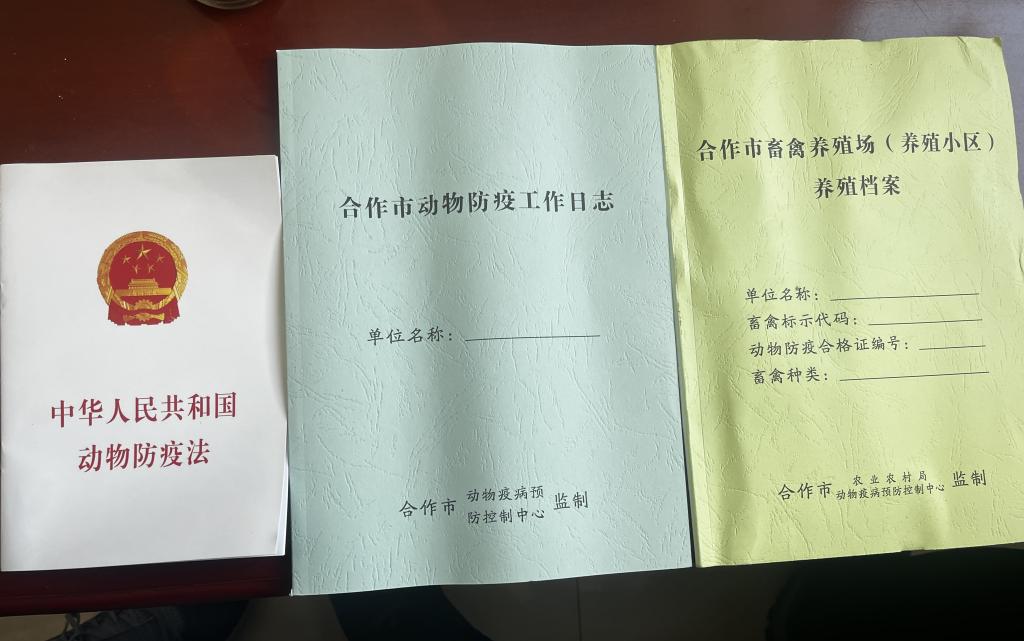 中华人民共和国
动物防疫法
合作市动物防疫工作日志
单位名称：
合作市 动物疫病预防控制中心 监制
合作市畜禽养殖场（养殖小区）
养殖档案
单位名称：
畜禽标示代码：
动物防疫合格证编号：
畜禽种类：
合作市 农业农村局 动物疫病预防控制中心 监制